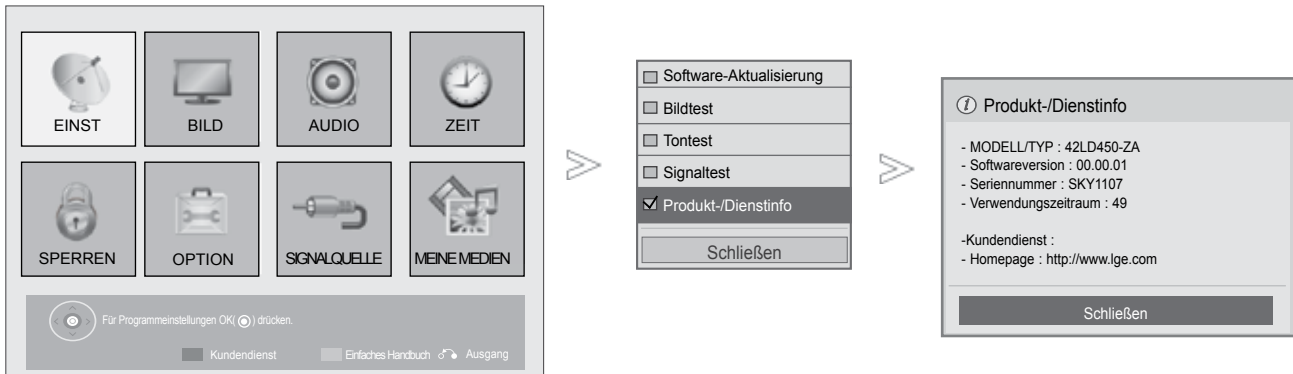 EINST
BILD
AUDIO
ZEIT
SPERREN
OPTION
SIGNALQUELLE
MEINE MEDIEN
Für Programmeinstellungen OK( ) drücken.
Kundendienst
Einfaches Handbuch
Ausgang
Software-Aktualisierung
Bildtest
Tontest
Signaltest
Produkt-/Dienstinfo
Schließen
Produkt-/Dienstinfo
- MODELL/TYP : 42LD450-ZA
- Softwareversion : 00.00.01
- Seriennummer : SKY1107
- Verwendungszeitraum : 49
-Kundendienst :
- Homepage : http://www.lge.com
Schließen